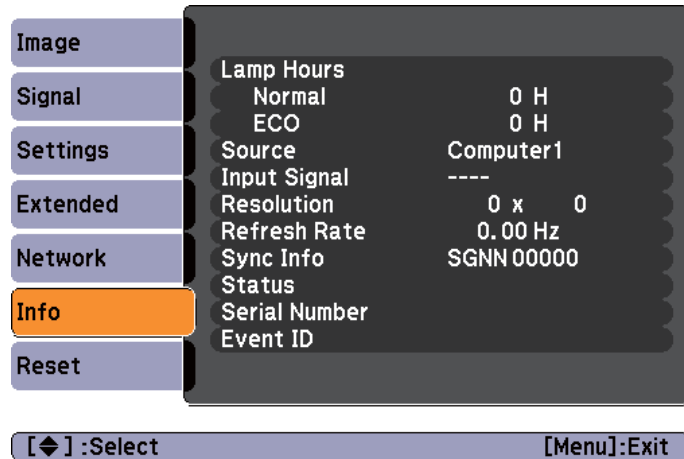 Image
Signal
Settings
Extended
Network
Info
Reset
Lamp Hours
Normal 0 H
ECO 0 H
Source Computer1
Input Signal ----
Resolution 0 x 0
Refresh Rate 0.00 Hz
Sync Info SGNN 00000
Status
Serial Number
Event ID
[◆] :Select [Menu]:Exit